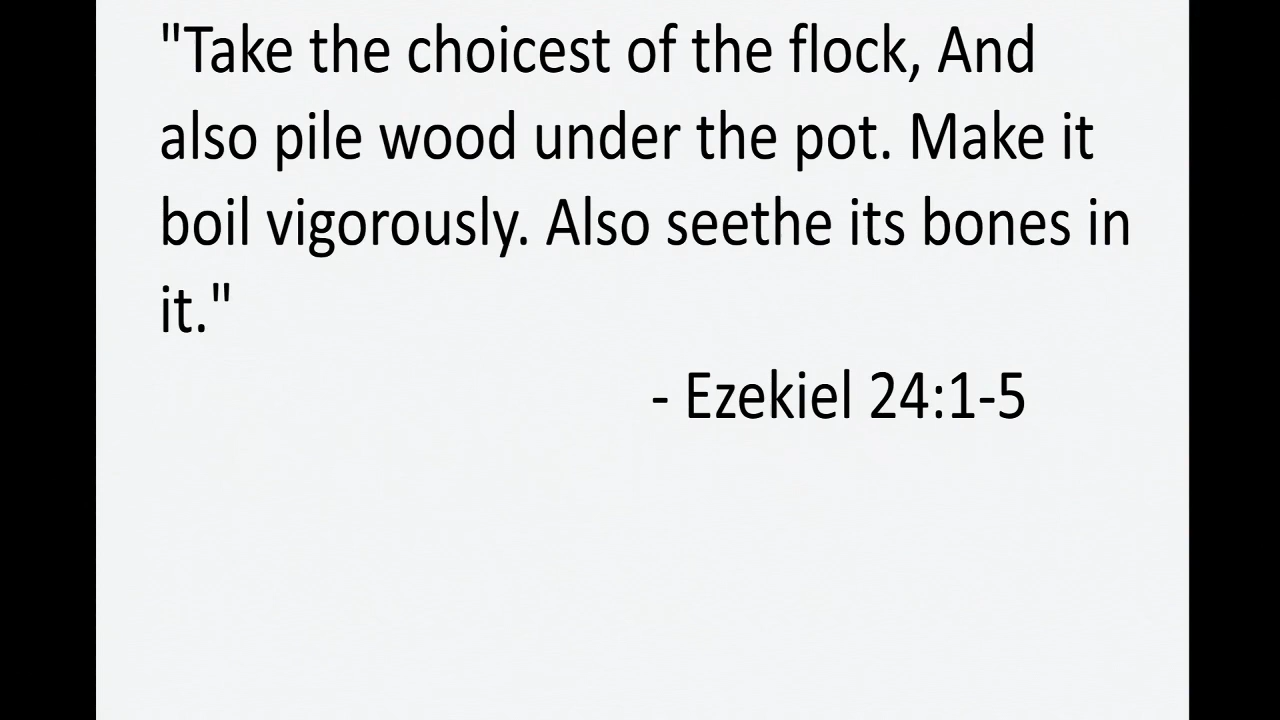 "Take the choicest of the flock, And
also pile wood under the pot. Make it
boil vigorously. Also seethe its bones in
it."
- Ezekiel 24:1-5